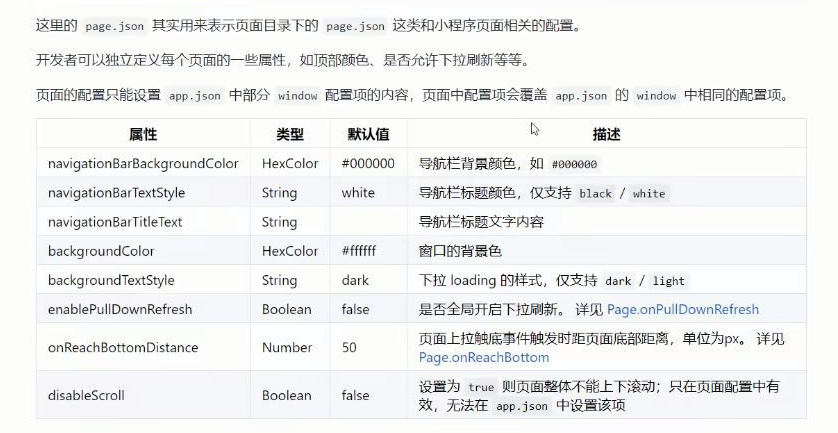 这里的 page.json 其实用来表示页面目录下的 page.json 这类和小程序页面相关的配置。
开发者可以独立定义每个页面的一些属性，如顶部颜色、是否允许下拉刷新等等。
页面的配置只能设置 app.json 中部分 window 配置项的内容，页面中配置项会覆盖 app.json 的 window 中相同的配置项。
属性 类型 默认值 描述
navigationBarBackgroundColor HexColor #000000 导航栏背景颜色，如 #000000
navigationBarTextStyle String white 导航栏标题颜色，仅支持 black / white
navigationBarTitleText String 导航栏标题文字内容
backgroundColor HexColor #ffffff 窗口的背景色
backgroundTextStyle String dark 下拉 loading 的样式，仅支持 dark / light
enablePullDownRefresh Boolean false 是否全局开启下拉刷新。 详见 Page.onPullDownRefresh
onReachBottomDistance Number 50 页面上拉触底事件触发时距页面底部距离，单位为px。 详见
Page.onReachBottom
disableScroll Boolean false 设置为 true 则页面整体不能上下滚动；只在页面配置中有
效，无法在 app.json 中设置该项